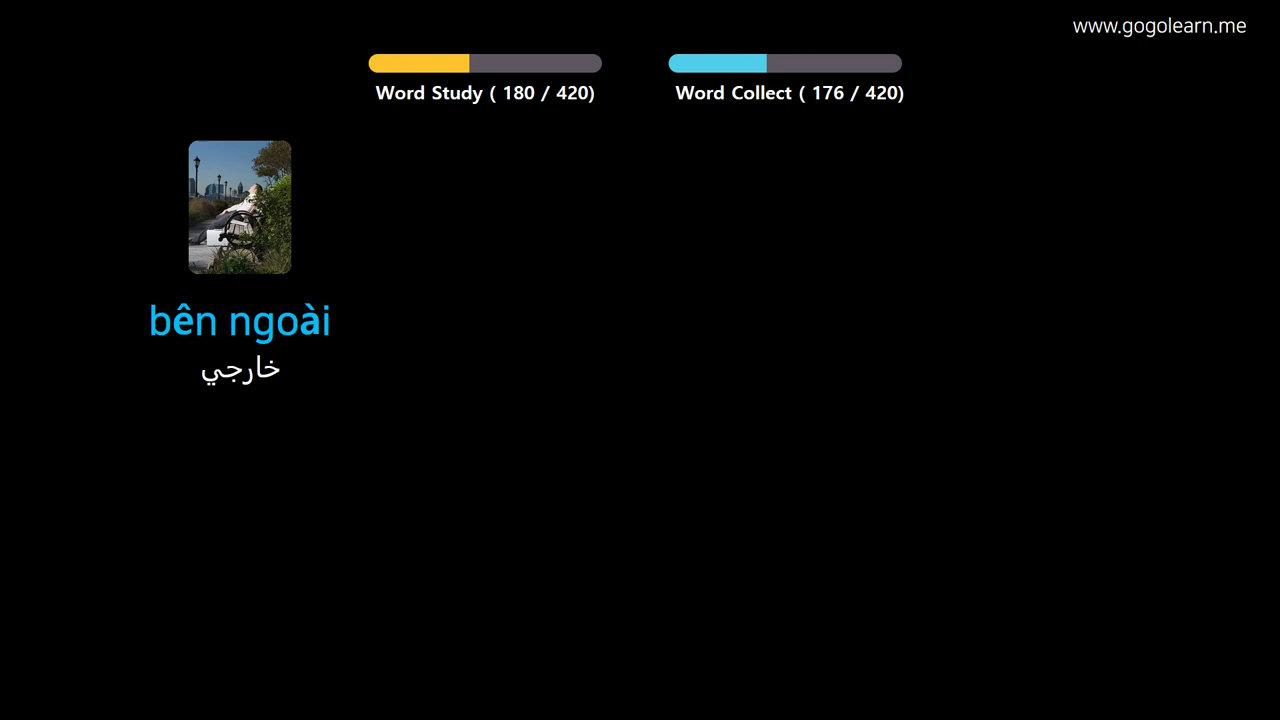 www.gogolearn.me
Word Study ( 180 / 420)
Word Collect ( 176 / 420)
bên ngoài
خارجي